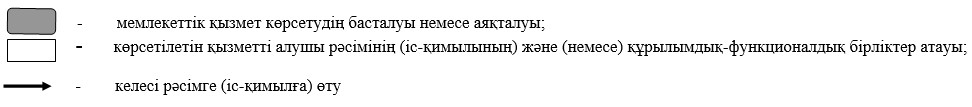 - мемлекеттік қызмет көрсетудің басталуы немесе аяқталуы;
- көрсетілетін қызметті алушы рәсімінің (іс-қимылының) және (немесе) құрылымдық-функционалдық бірліктер атауы;
- келесі рәсімге (іс-қимылға) өту